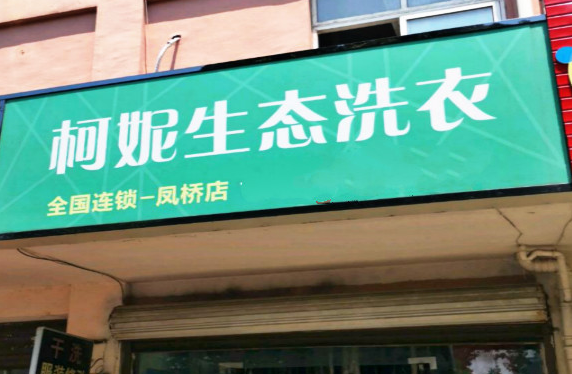 柯妮生态洗衣
全国连锁-凤桥店
干洗